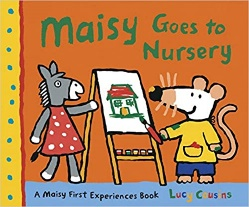 Maisy Goes to
Nursery
A Maisy First Experiences Book Lucy Cousins